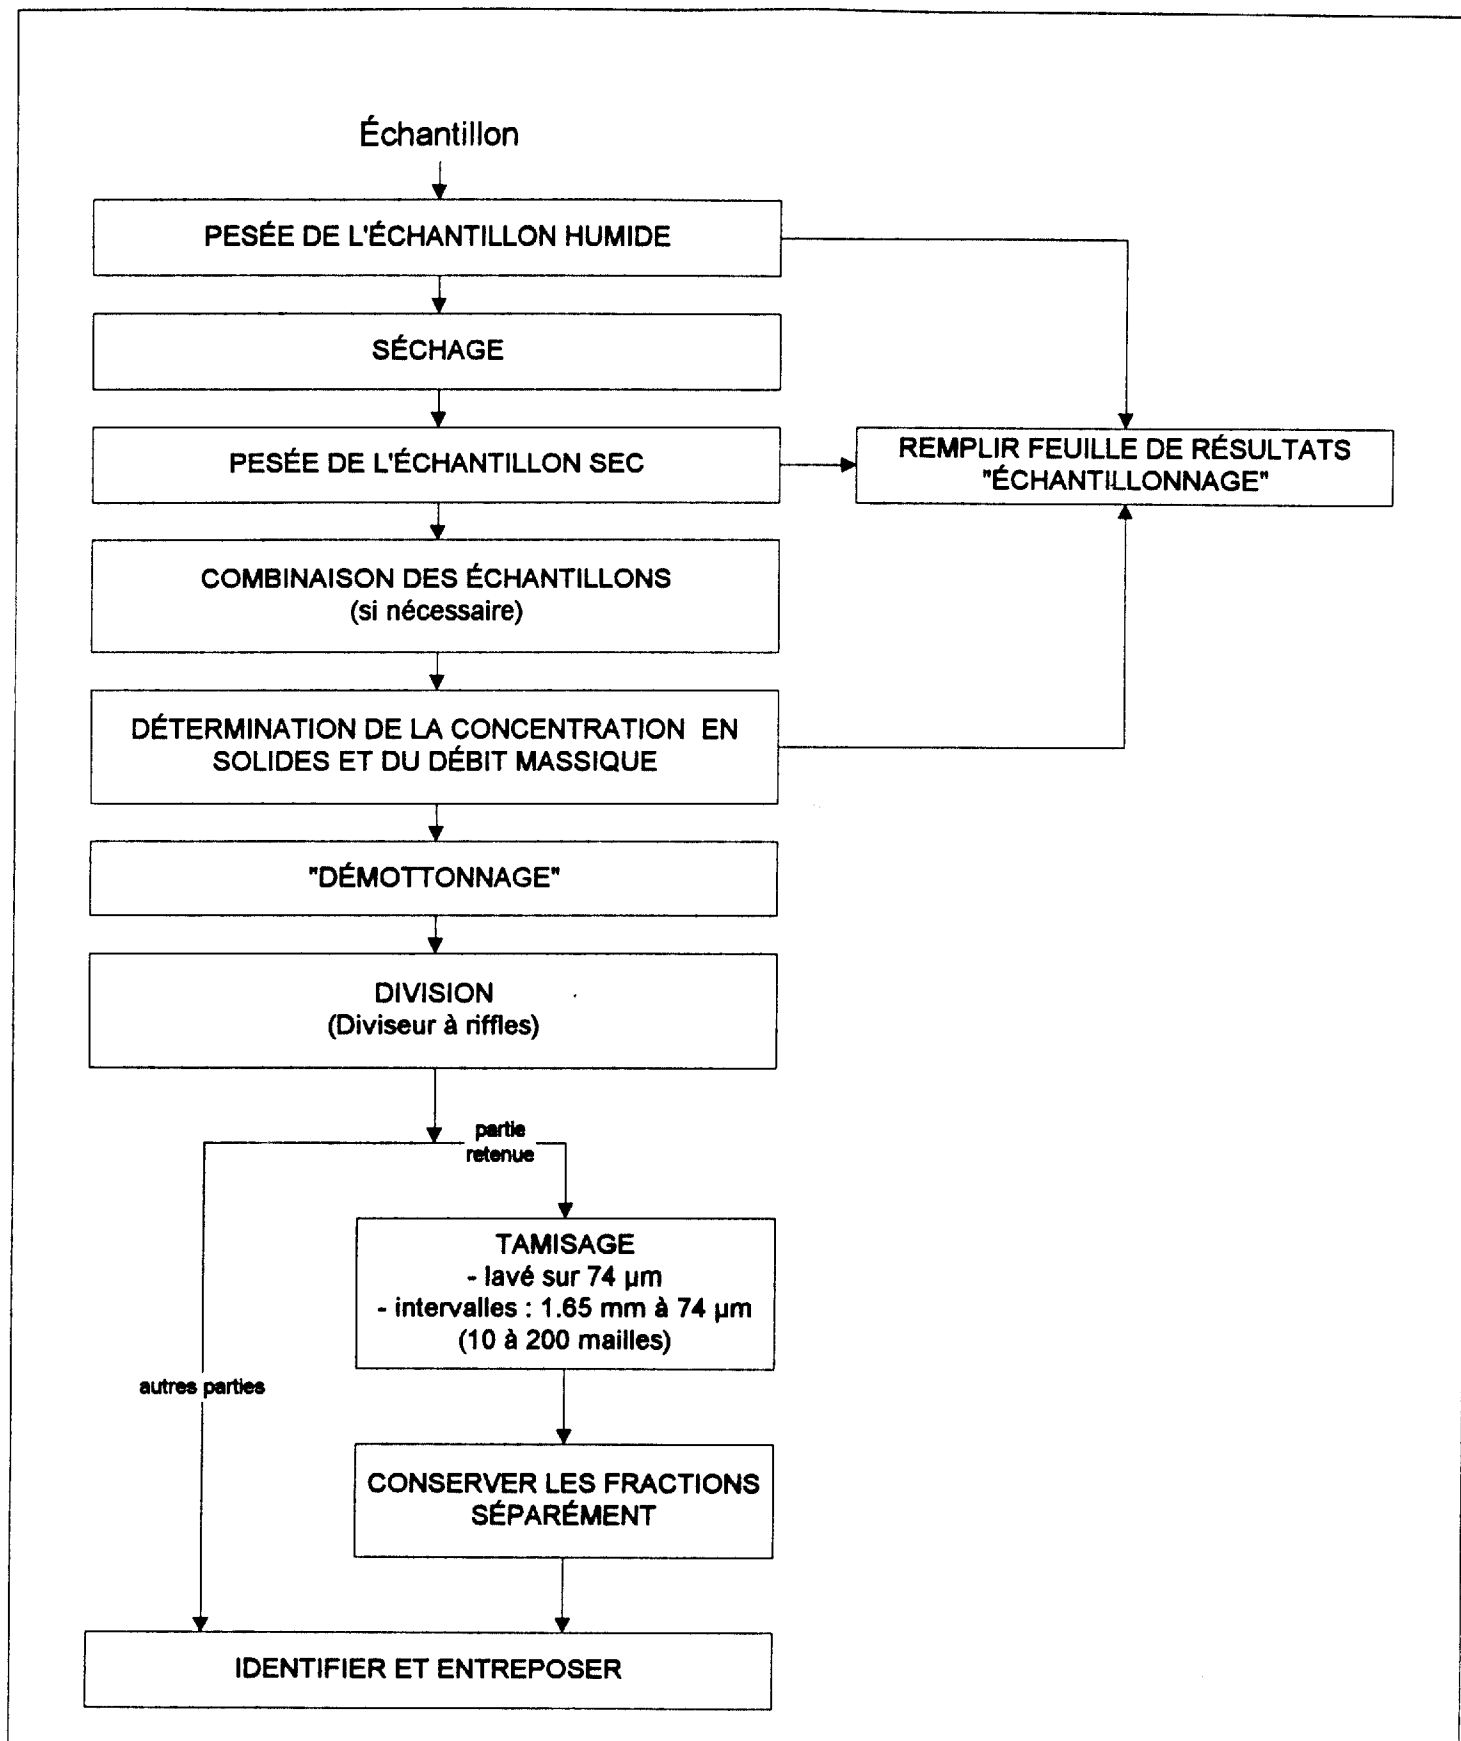 Échantillon
PESÉE DE L'ÉCHANTILLON HUMIDE
SÉCHAGE
PESÉE DE L'ÉCHANTILLON SEC
REMPLIR FEUILLE DE RÉSULTATS
"ÉCHANTILLONNAGE"
COMBINAISON DES ÉCHANTILLONS
(si nécessaire)
DÉTERMINATION DE LA CONCENTRATION EN
SOLIDES ET DU DÉBIT MASSIQUE
"DÉMOTTONNAGE"
DIVISION
(Diviseur à riffles)
partie
retenue
TAMISAGE
- lavé sur 74 µm
- intervalles : 1.65 mm à 74 µm
(10 à 200 mailles)
autres parties
CONSERVER LES FRACTIONS
SÉPARÉMENT
IDENTIFIER ET ENTREPOSER